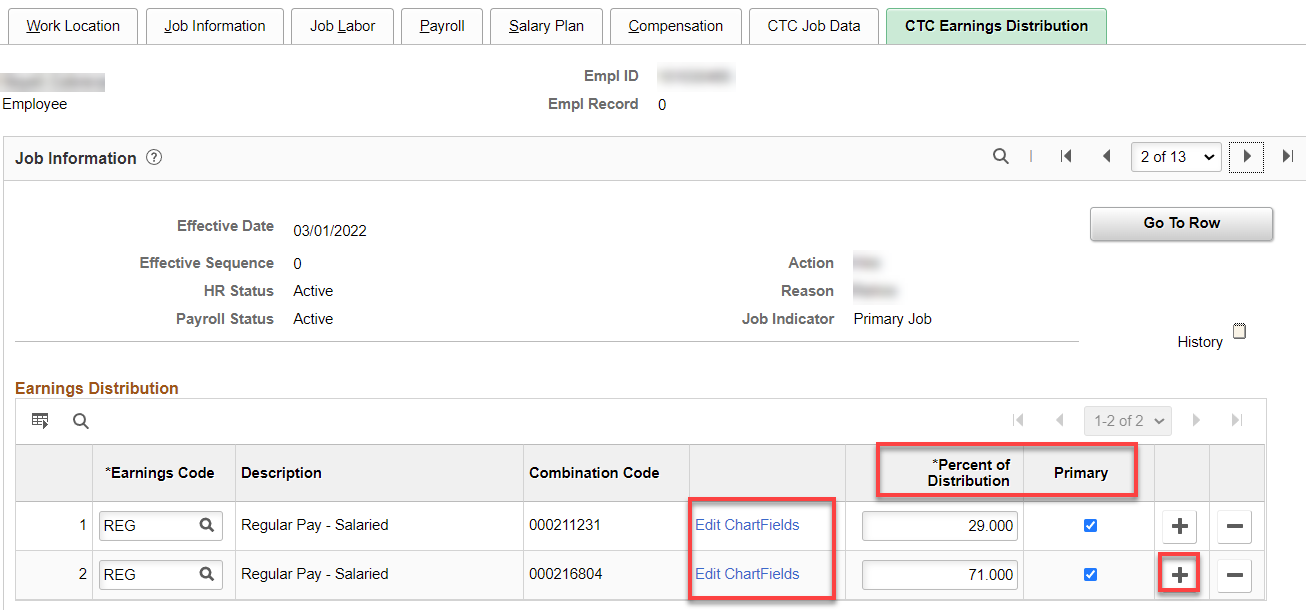 Work Location Job Information Job Labor Payroll Salary Plan Compensation CTC Job Data CTC Earnings Distribution
Empl ID
Employee Empl Record 0
Job Information ? 2 of 13
Effective Date 03/01/2022 Go To Row
Effective Sequence 0 Action
HR Status Active Reason
Payroll Status Active Job Indicator Primary Job
History
Earnings Distribution
1-2 of 2
*Earnings Code Description Combination Code *Percent of Distribution Primary
1 REG Regular Pay - Salaried 000211231 Edit ChartFields 29.000
2 REG Regular Pay - Salaried 000216804 Edit ChartFields 71.000